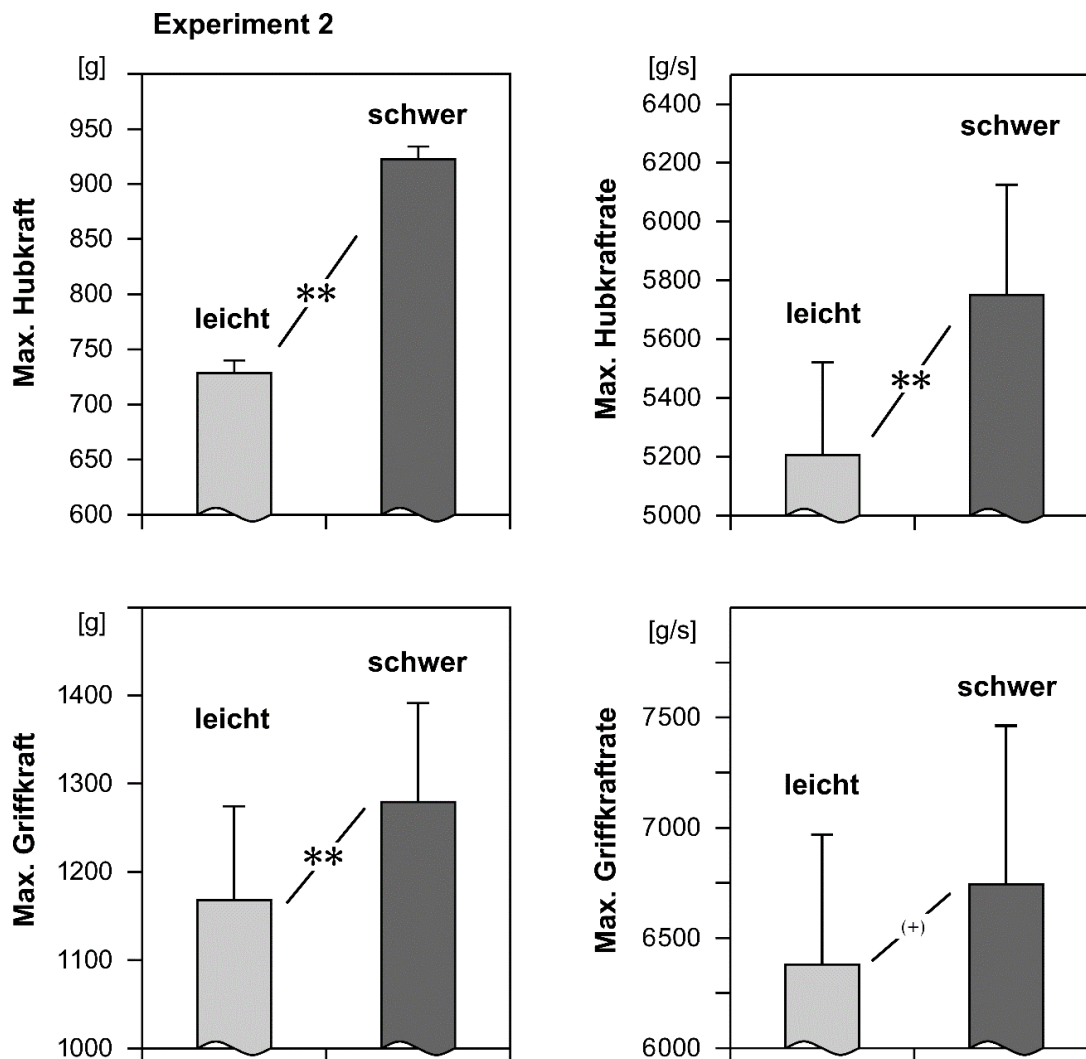 Experiment 2
[g]
950
900
850
800
750
700
650
600
Max. Hubkraft
leicht
**
schwer
[g/s]
6400
6200
6000
5800
5600
5400
5200
5000
Max. Hubkraftrate
leicht
**
schwer
[g]
1400
1300
1200
1100
1000
Max. Griffkraft
leicht
**
schwer
[g/s]
7500
7000
6500
6000
Max. Griffkraftrate
leicht
(+)
schwer